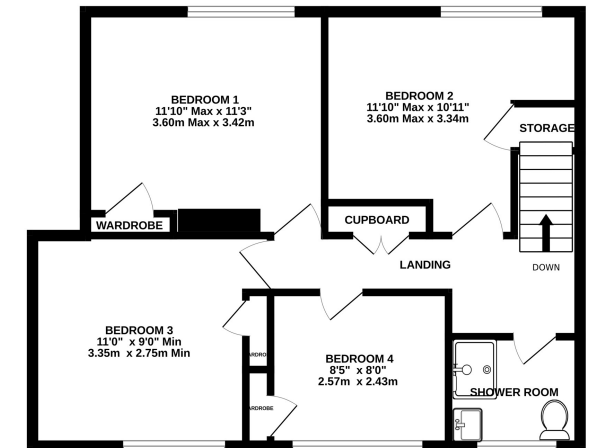 BEDROOM 1
11'10" Max x 11'3"
3.60m Max x 3.42m
BEDROOM 2
11'10" Max x 10'11"
3.60m Max x 3.34m
STORAGE
WARDROBE
CUPBOARD
LANDING
DOWN
BEDROOM 3
11'0" x 9'0" Min
3.35m x 2.75m Min
ARDRO
BEDROOM 4
8'5" x 8'0"
2.57m x 2.43m
ARDROBE
SHOWER ROOM